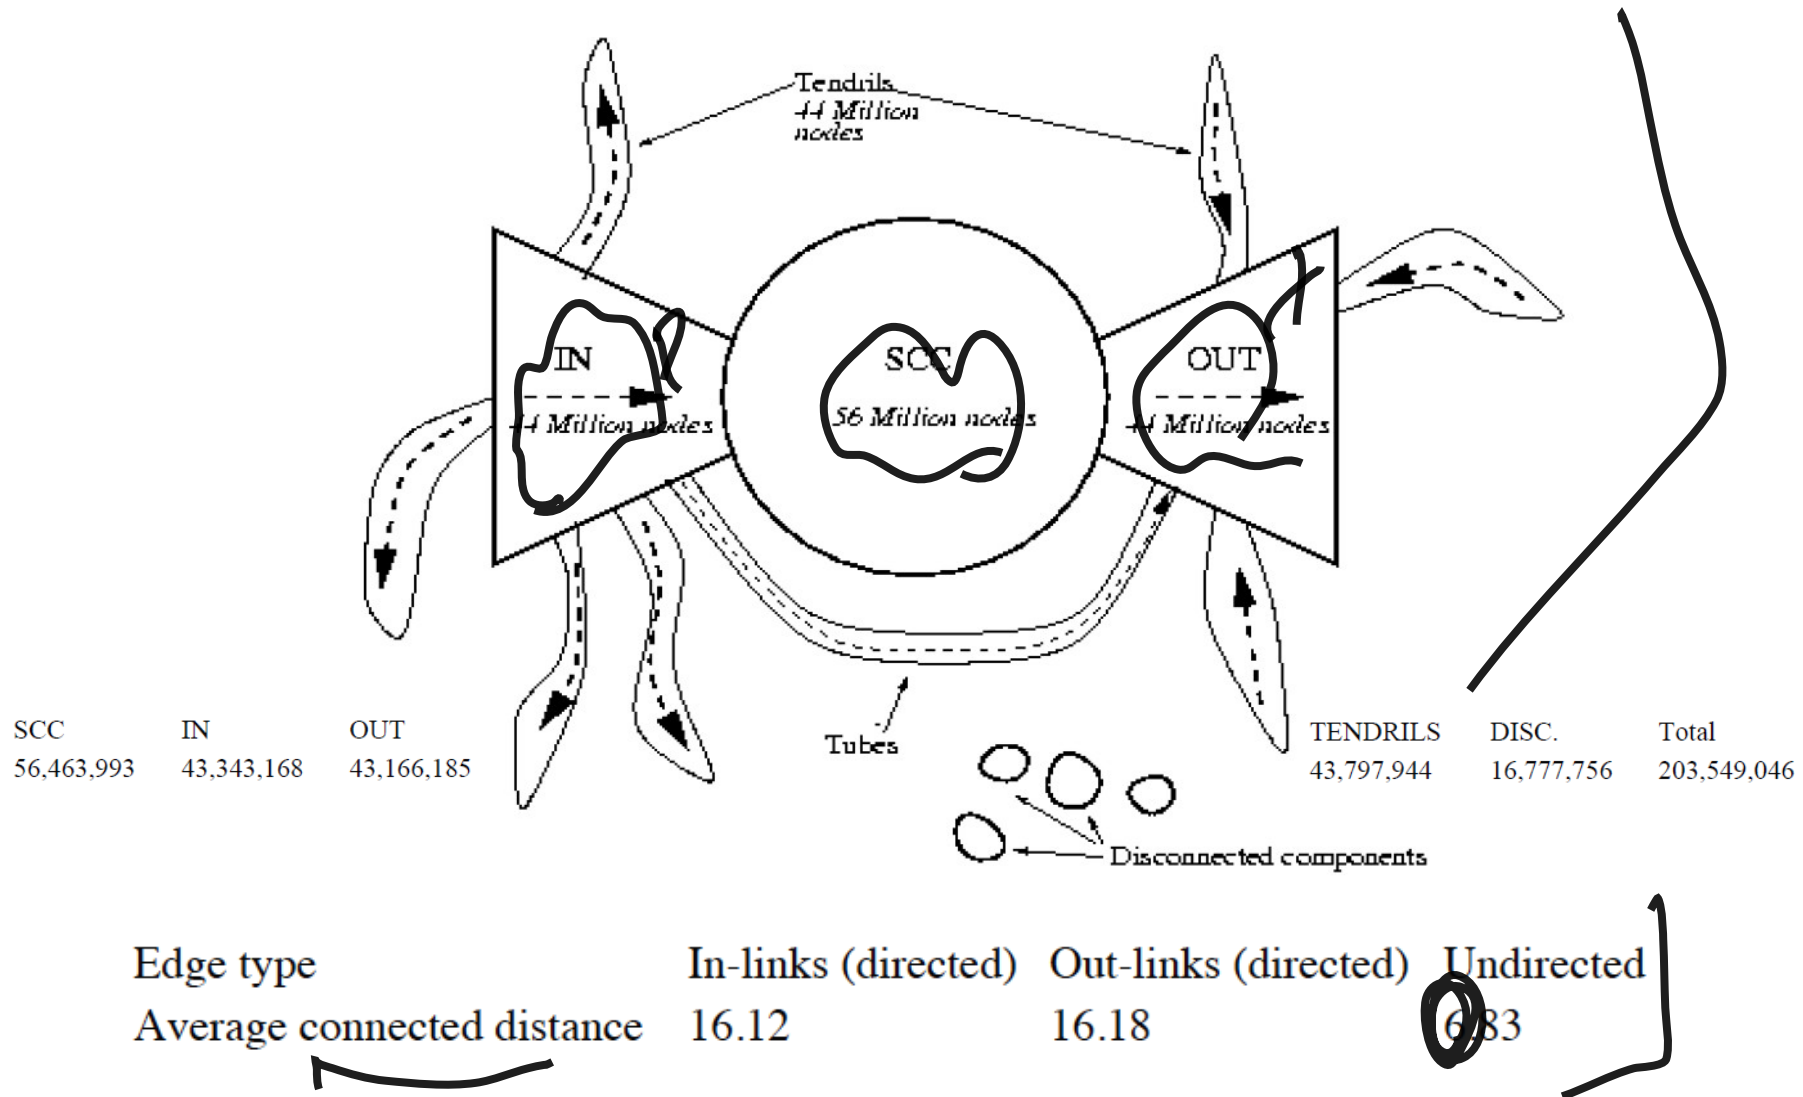 Tendrils
44 Million
nodes
IN
44 Million nodes
SCC
56 Million nodes
OUT
44 Million nodes
SCC IN OUT
56,463,993 43,343,168 43,166,185
Tubes
TENDRILS DISC. Total
43,797,944 16,777,756 203,549,046
Disconnected components
Edge type In-links (directed) Out-links (directed) Undirected
Average connected distance 16.12 16.18 6.83